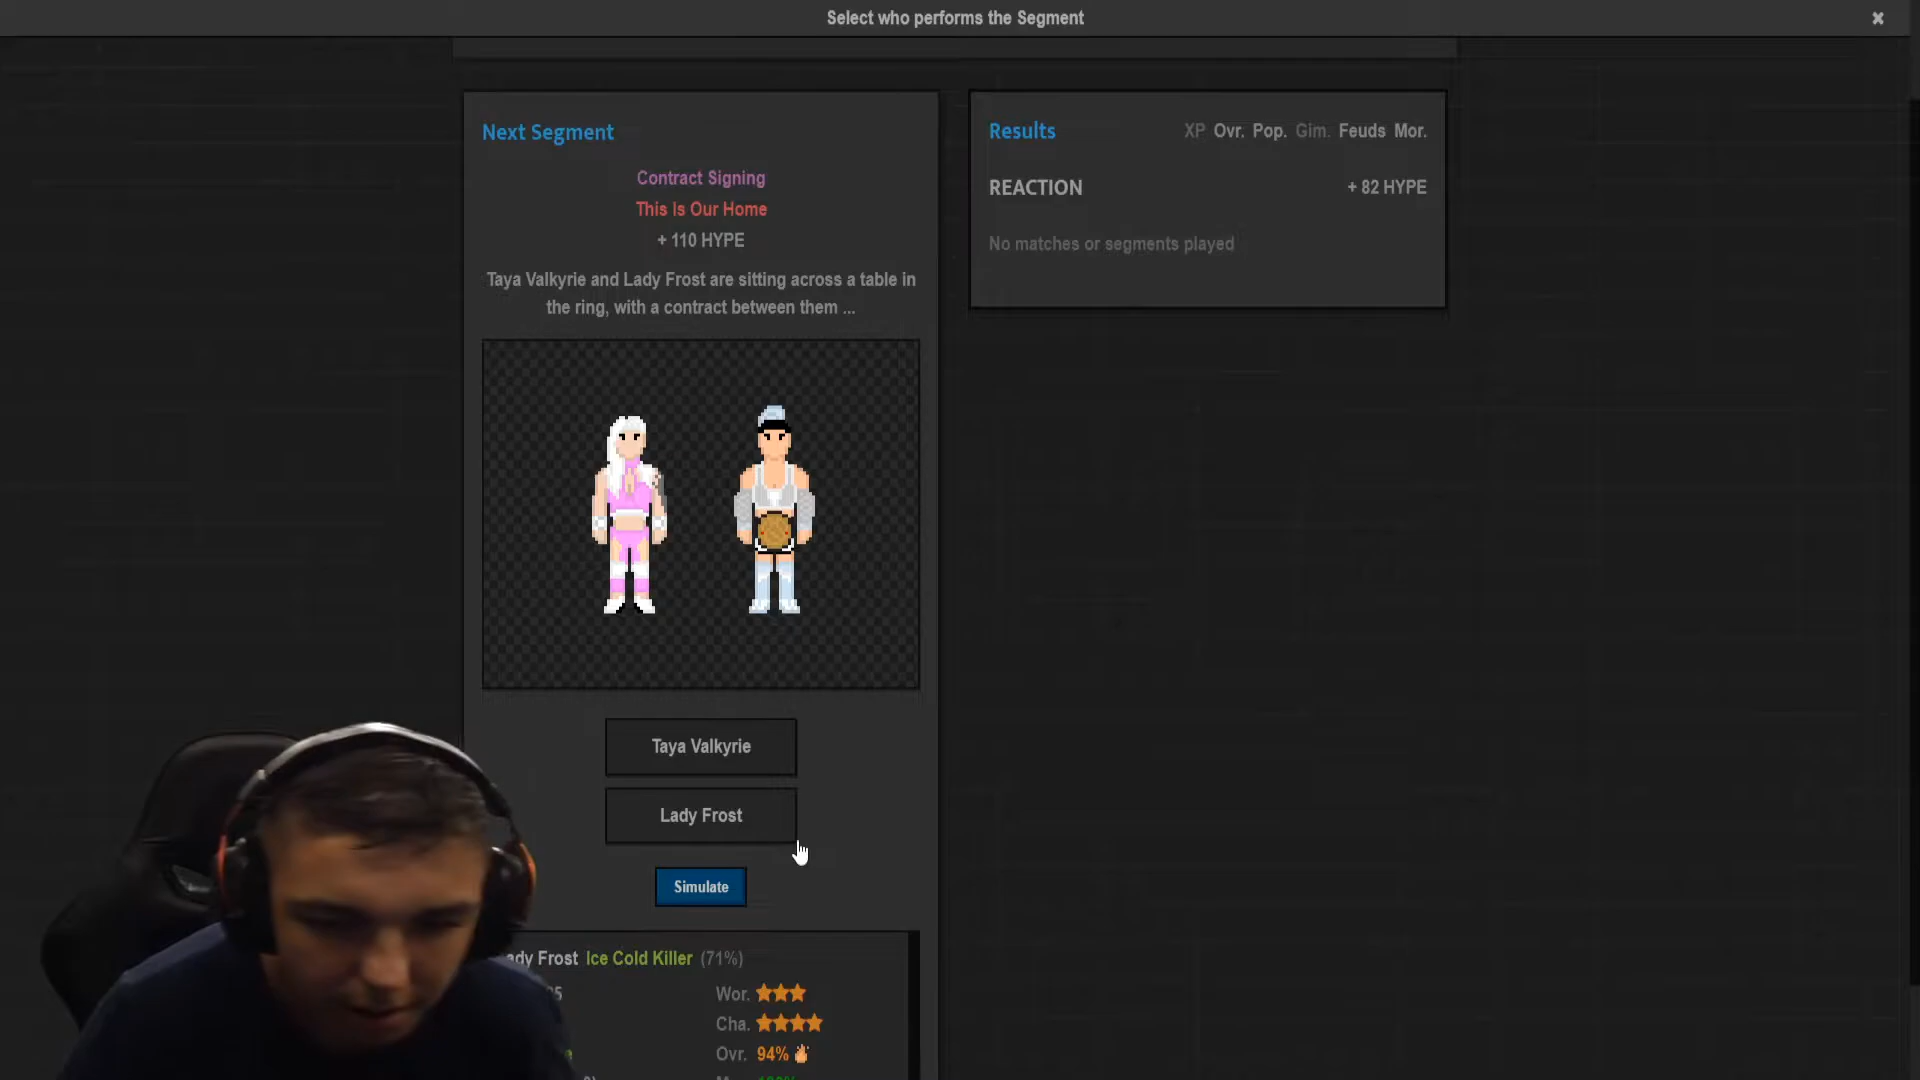 Select who performs the Segment
×
Next Segment
Contract Signing
This Is Our Home
+ 110 HYPE
Taya Valkyrie and Lady Frost are sitting across a table in
the ring, with a contract between them ...
Taya Valkyrie
Lady Frost
Simulate
ady Frost Ice Cold Killer (71%)
Wor.
Cha.
Ovr. 94%
Results XP Ovr. Pop. Gim. Feuds Mor.
REACTION + 82 HYPE
No matches or segments played